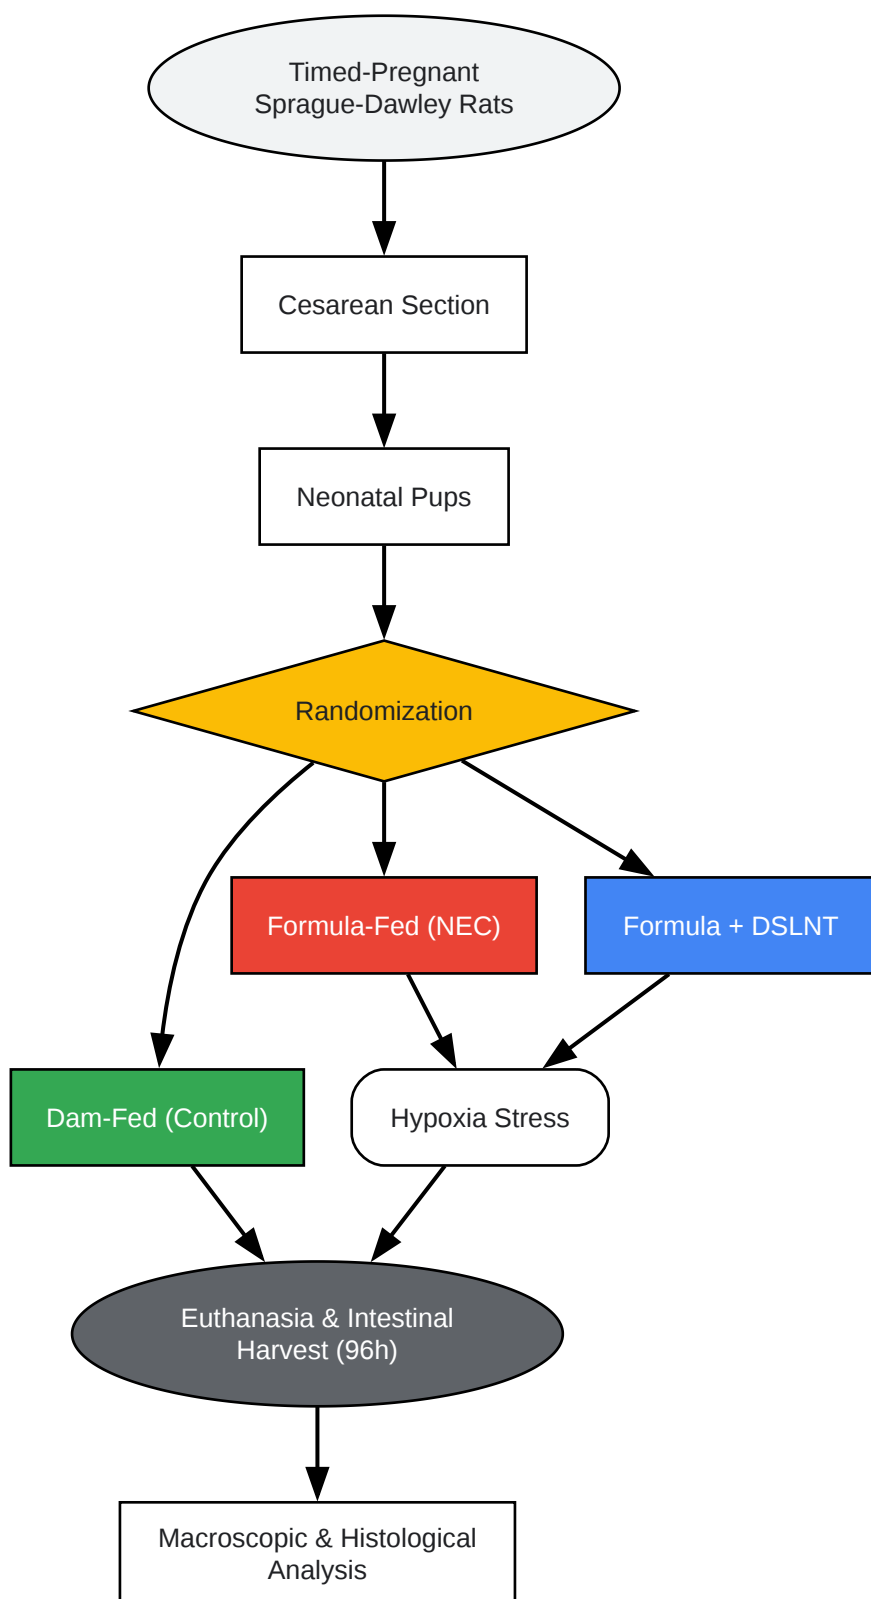 Timed-Pregnant
Sprague-Dawley Rats
Cesarean Section
Neonatal Pups
Randomization
Formula-Fed (NEC)
Formula + DSLNT
Dam-Fed (Control)
Hypoxia Stress
Euthanasia & Intestinal
Harvest (96h)
Macroscopic & Histological
Analysis